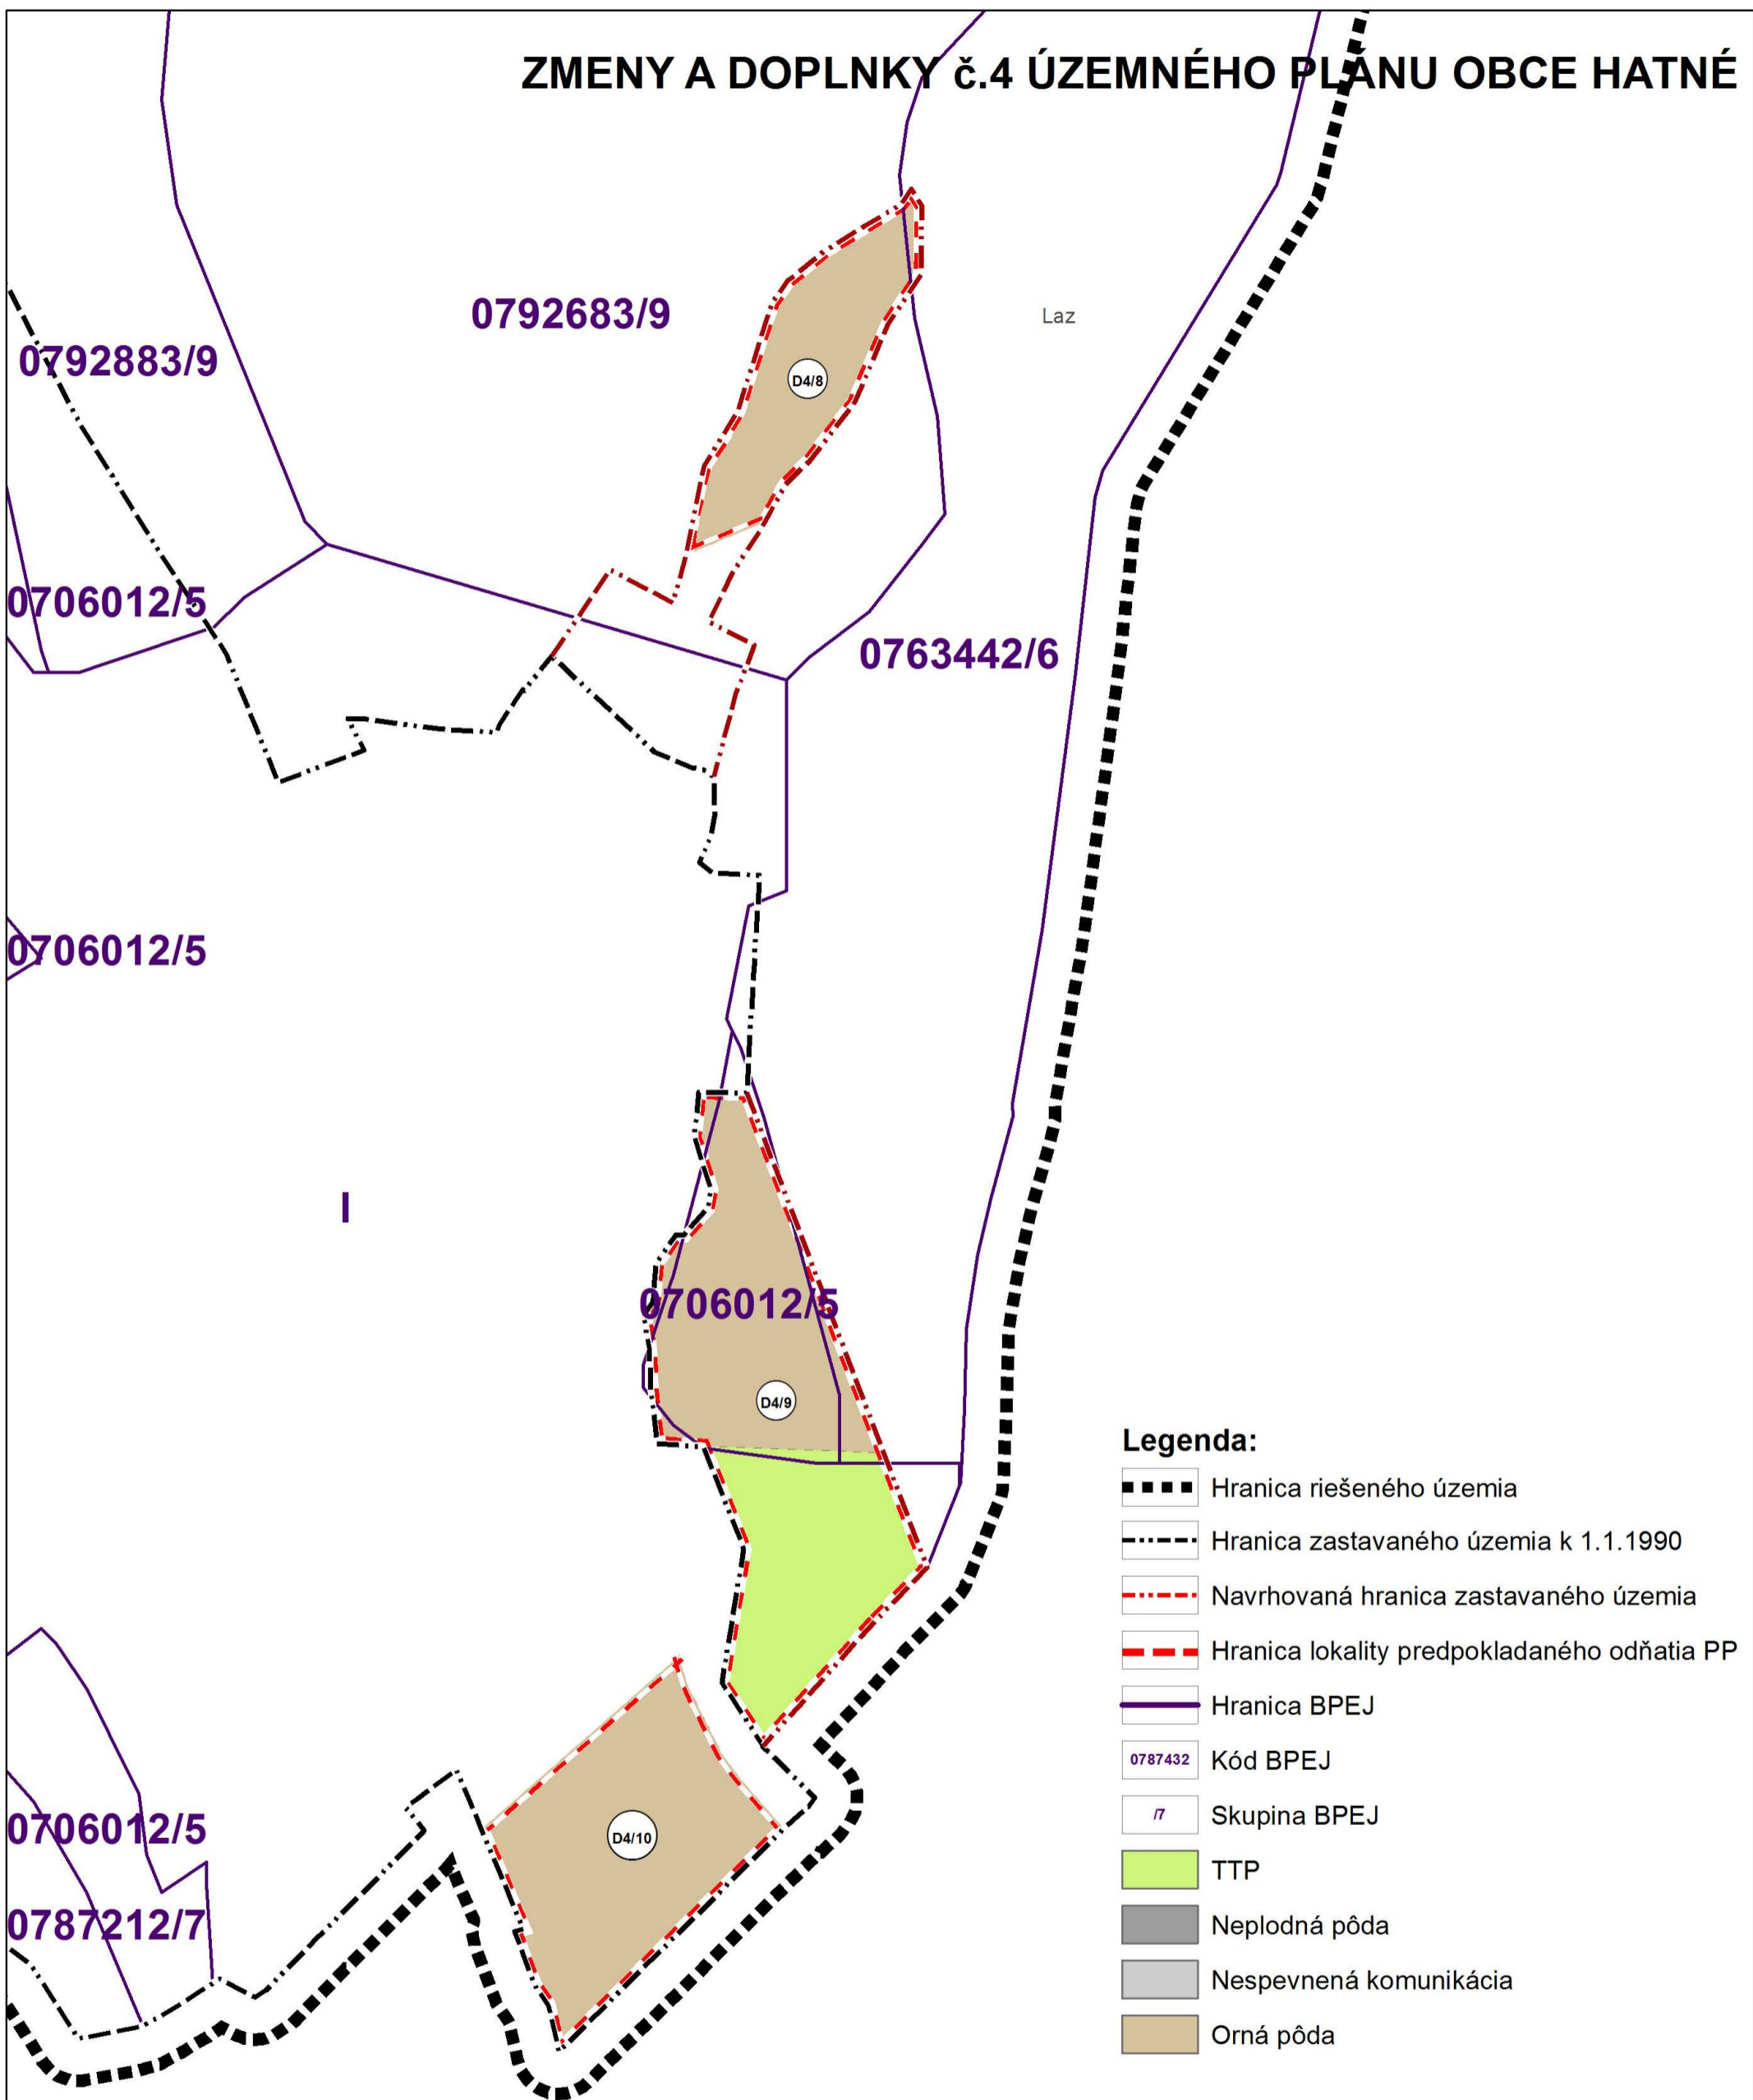 ZMENY A DOPLNKY č.4 ÚZEMNÉHO PLÁNU OBCE HATNÉ
0792683/9
Laz
0792883/9
D4/8
0706012/5
0763442/6
0706012/5
I
0706012/5
D4/9
Legenda:
Hranica riešeného územia
Hranica zastavaného územia k 1.1.1990
Navrhovaná hranica zastavaného územia
Hranica lokality predpokladaného odňatia PP
Hranica BPEJ
0787432 Kód BPEJ
/7 Skupina BPEJ
TTP
Neplodná pôda
Nespevnená komunikácia
Orná pôda
0706012/5
D4/10
0787212/7